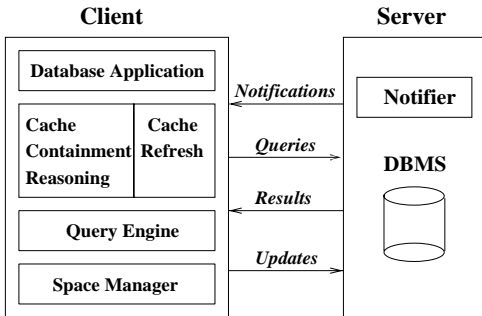 Client
Server
Database Application
Cache
Containment
Reasoning
Cache
Refresh
Query Engine
Space Manager
Notifications
Queries
Results
Updates
Notifier
DBMS